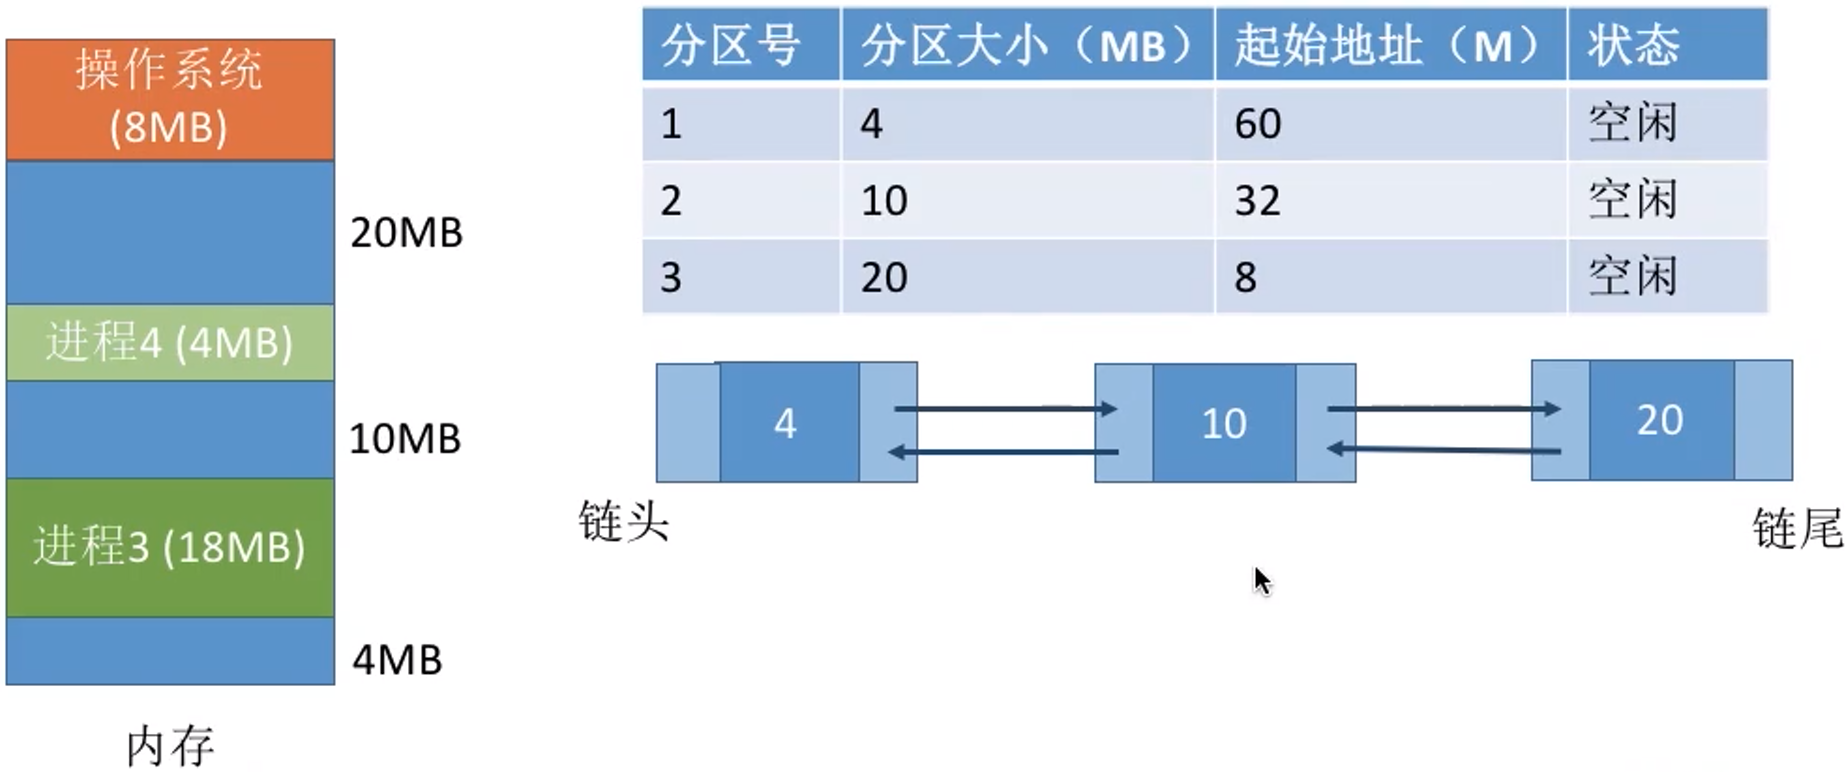 操作系统
(8MB)
20MB
进程4 (4MB)
10MB
进程3 (18MB)
4MB
内存
分区号 分区大小（MB） 起始地址（M） 状态
1 4 60 空闲
2 10 32 空闲
3 20 8 空闲
4 10 20
链头 链尾